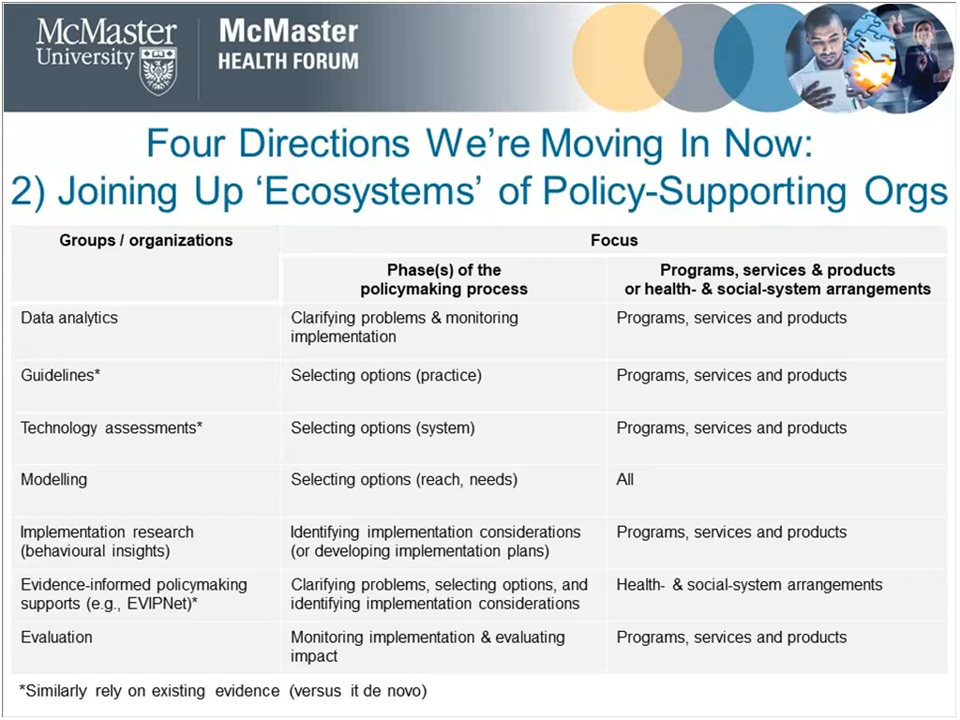 McMaster
University
McMaster
HEALTH FORUM
Four Directions We're Moving In Now:
2) Joining Up 'Ecosystems' of Policy-Supporting Orgs
Groups / organizations
Focus
Phase(s) of the
policymaking process
Programs, services & products
or health- & social-system arrangements
Data analytics
Clarifying problems & monitoring
implementation
Programs, services and products
Guidelines*
Selecting options (practice)
Programs, services and products
Technology assessments*
Selecting options (system)
Programs, services and products
Modelling
Selecting options (reach, needs)
All
Implementation research
(behavioural insights)
Identifying implementation considerations
(or developing implementation plans)
Programs, services and products
Evidence-informed policymaking
supports (e.g., EVIPNet)*
Clarifying problems, selecting options, and
identifying implementation considerations
Health- & social-system arrangements
Evaluation
Monitoring implementation & evaluating
impact
Programs, services and products
*Similarly rely on existing evidence (versus it de novo)